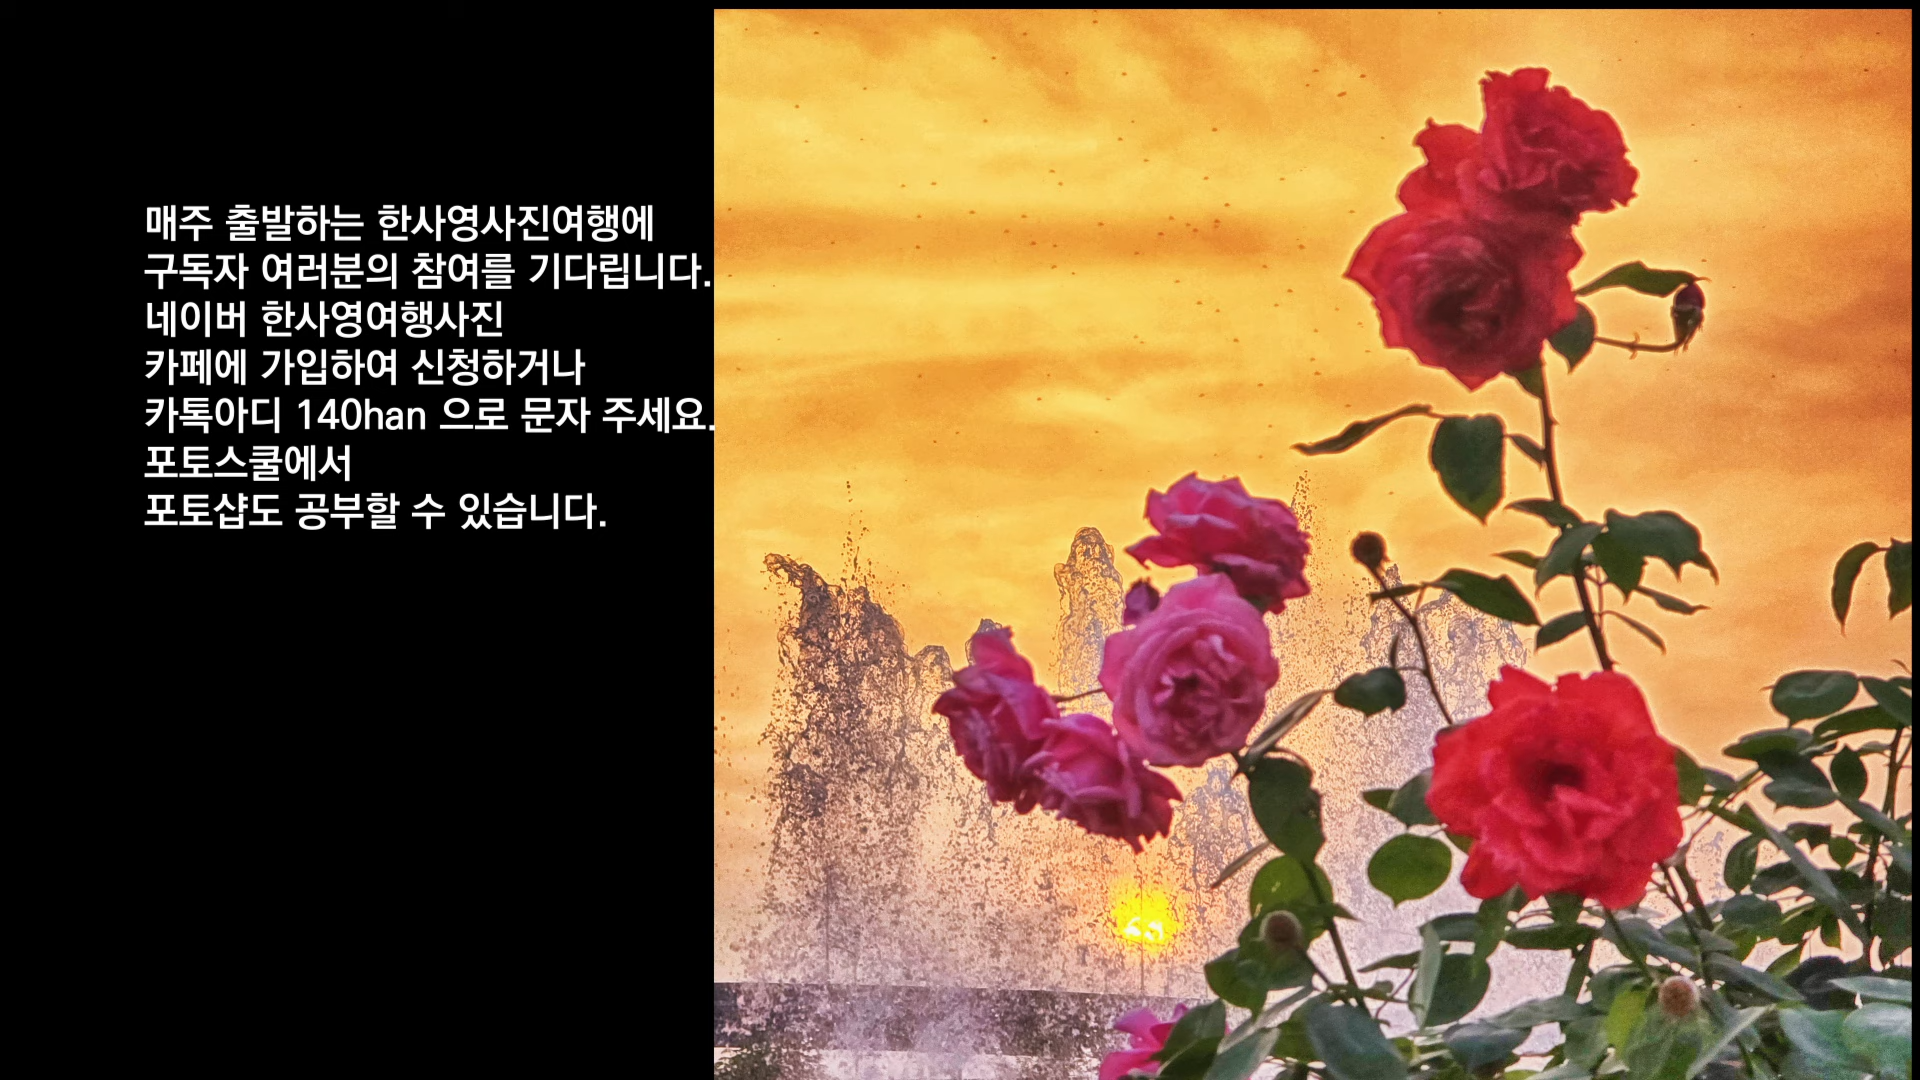 매주 출발하는 한사영사진여행에
구독자 여러분의 참여를 기다립니다.
네이버 한사영여행사진
카페에 가입하여 신청하거나
카톡아디 140han 으로 문자 주세요.
포토스쿨에서
포토샵도 공부할 수 있습니다.